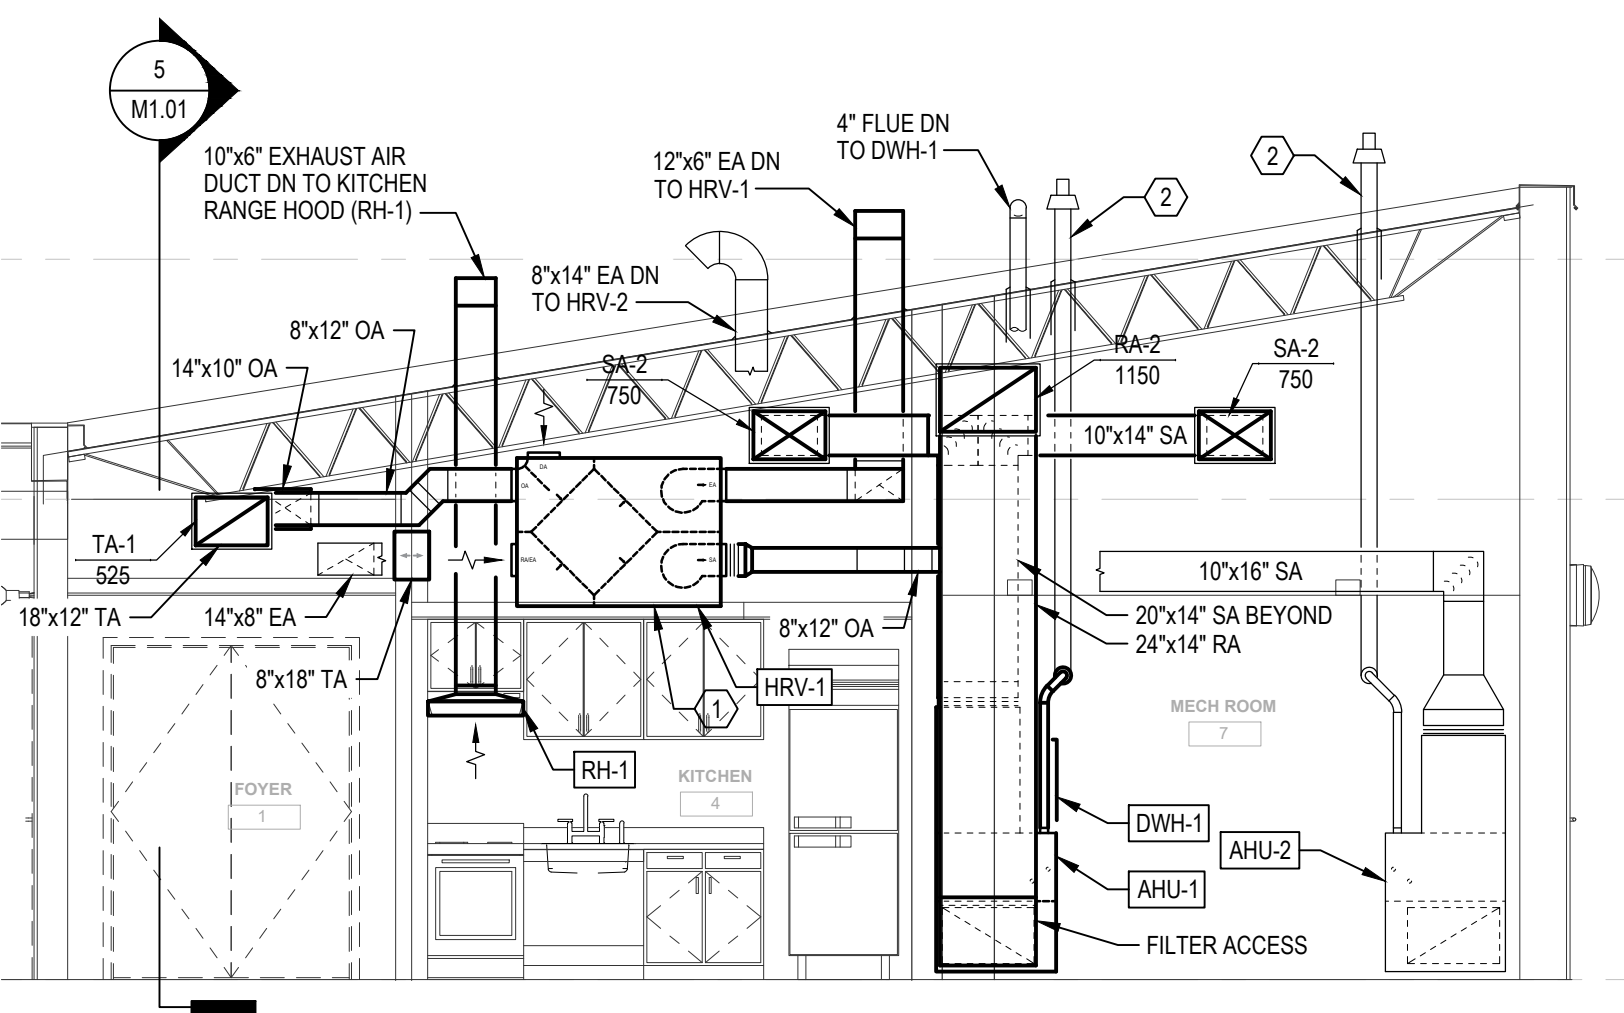 5
M1.01
10"x6" EXHAUST AIR
DUCT DN TO KITCHEN
RANGE HOOD (RH-1)
12"x6" EA DN
TO HRV-1
4" FLUE DN
TO DWH-1
2
2
8"x14" EA DN
TO HRV-2
8"x12" OA
14"x10" OA
SA-2
750
RA-2
1150
SA-2
750
10"x14" SA
DA
OA
EA
RA/EA
SA
TA-1
525
18"x12" TA
14"x8" EA
8"x18" TA
10"x16" SA
8"x12" OA
20"x14" SA BEYOND
24"x14" RA
HRV-1
1
RH-1
MECH ROOM
7
FOYER
1
KITCHEN
4
DWH-1
AHU-2
AHU-1
FILTER ACCESS